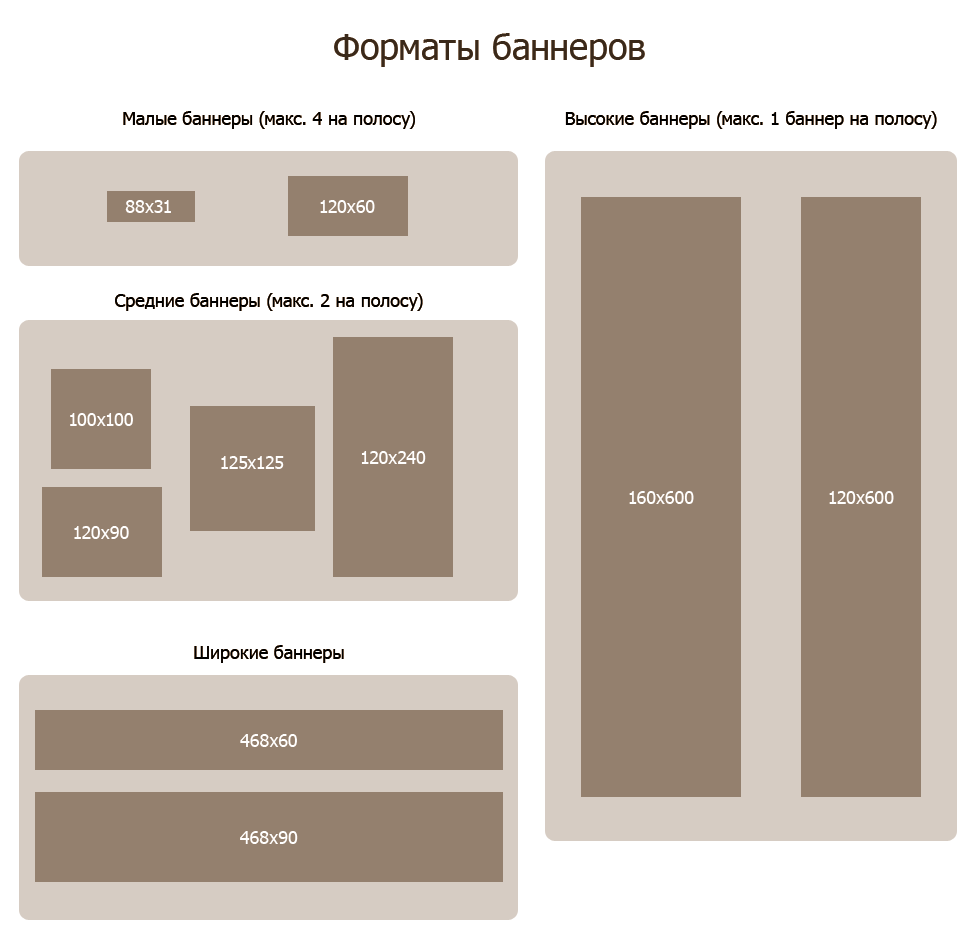 Форматы баннеров
Малые баннеры (макс. 4 на полосу)
88x31
120x60
Средние баннеры (макс. 2 на полосу)
100x100
125x125
120x240
120x90
Широкие баннеры
468x60
468x90
Высокие баннеры (макс. 1 баннер на полосу)
160x600
120x600